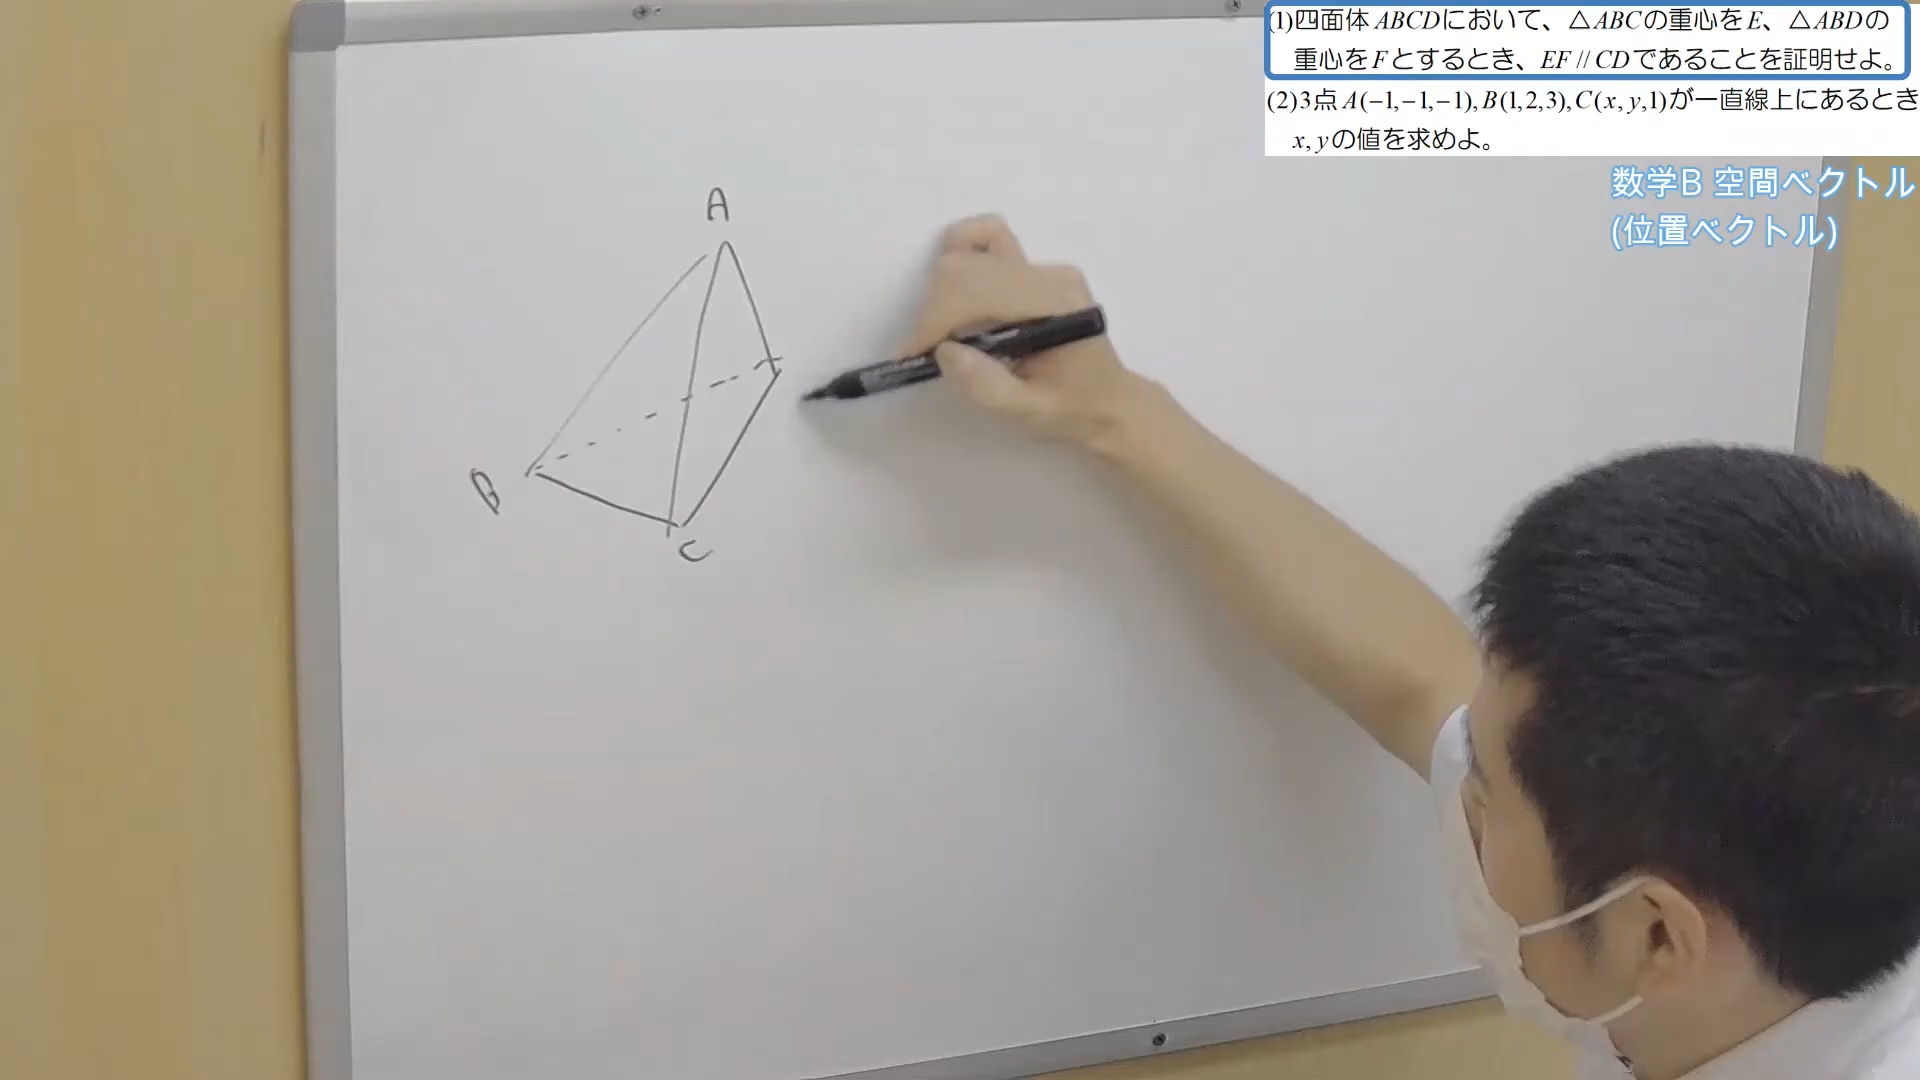 (1)四面体ABCDにおいて、△ABCの重心をE、△ABDの
重心をFとするとき、EF//CDであることを証明せよ。
(2)3点A(−1,−1,−1),B(1,2,3),C(x,y,1)が一直線上にあるとき
x,yの値を求めよ。
数学B 空間ベクトル
(位置ベクトル)
A
B
C